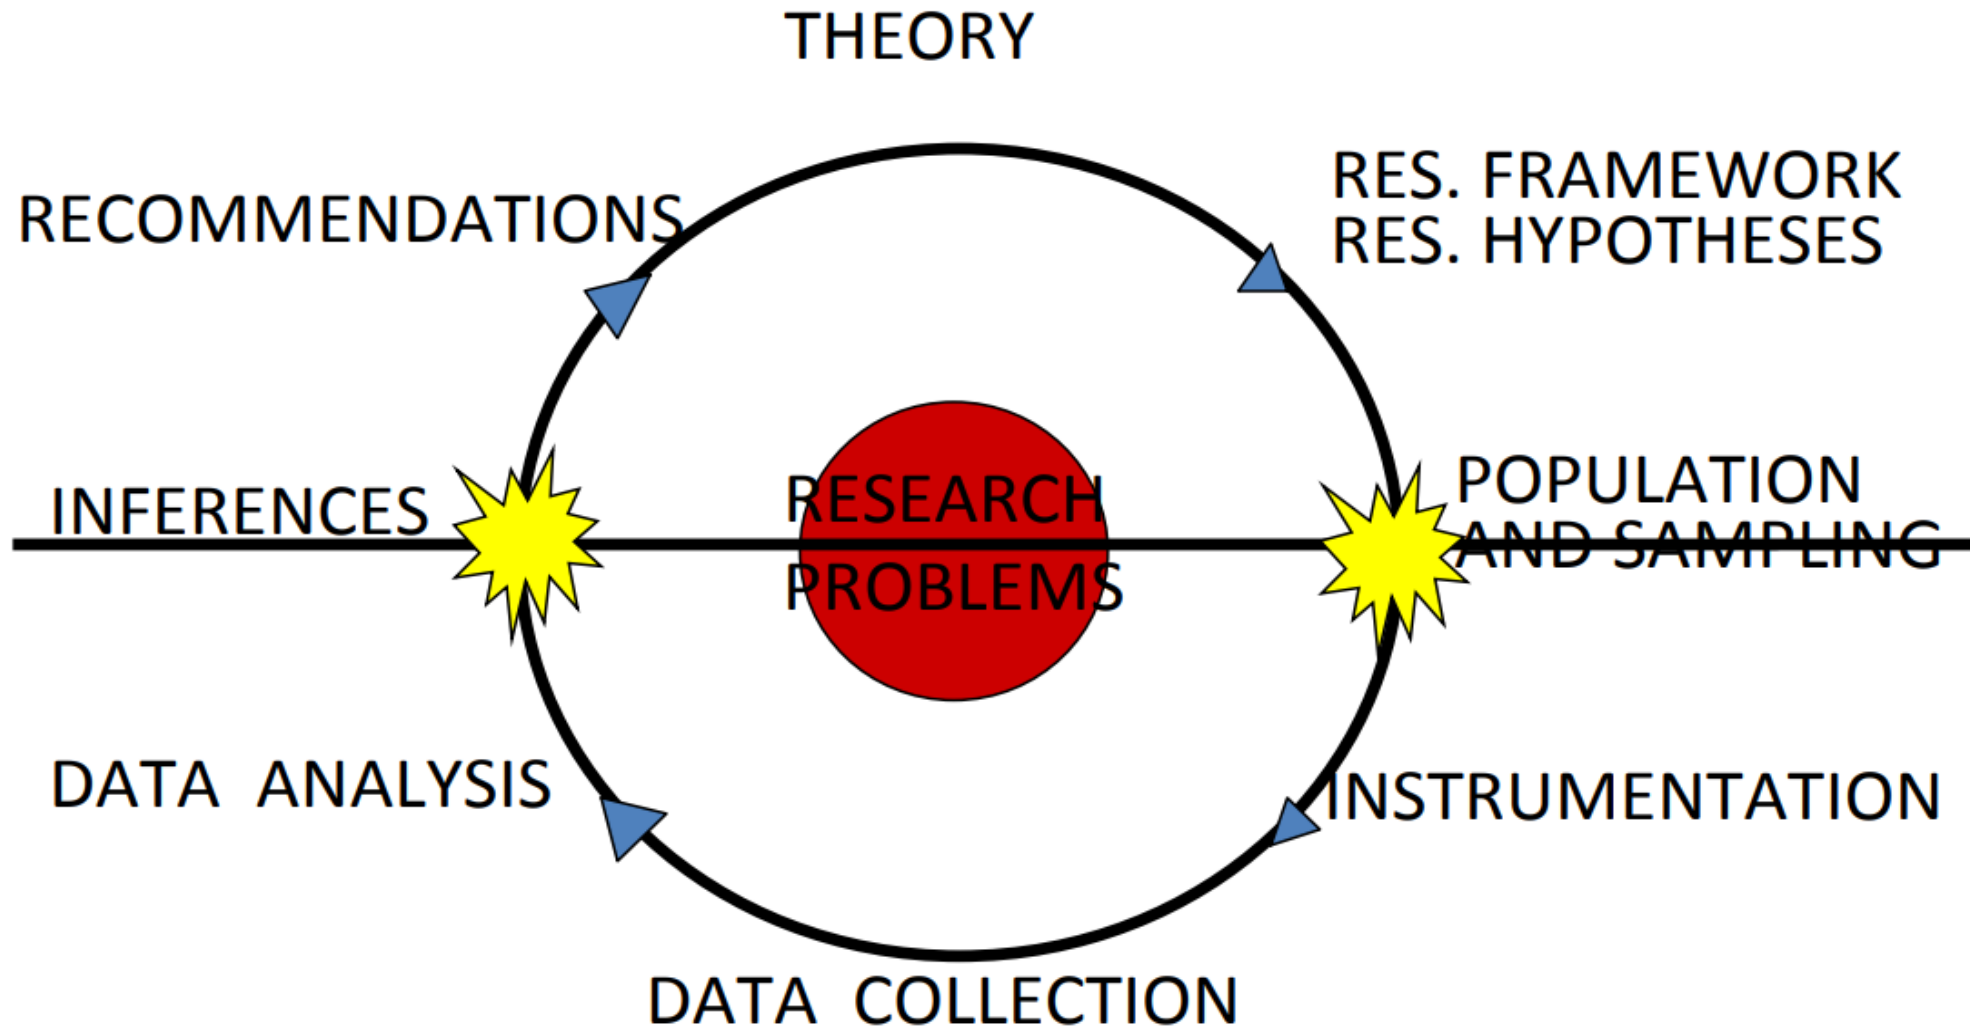 THEORY
RECOMMENDATIONS
RES. FRAMEWORK
RES. HYPOTHESES
INFERENCES
RESEARCH
PROBLEMS
POPULATION
AND SAMPLING
DATA ANALYSIS
INSTRUMENTATION
DATA COLLECTION